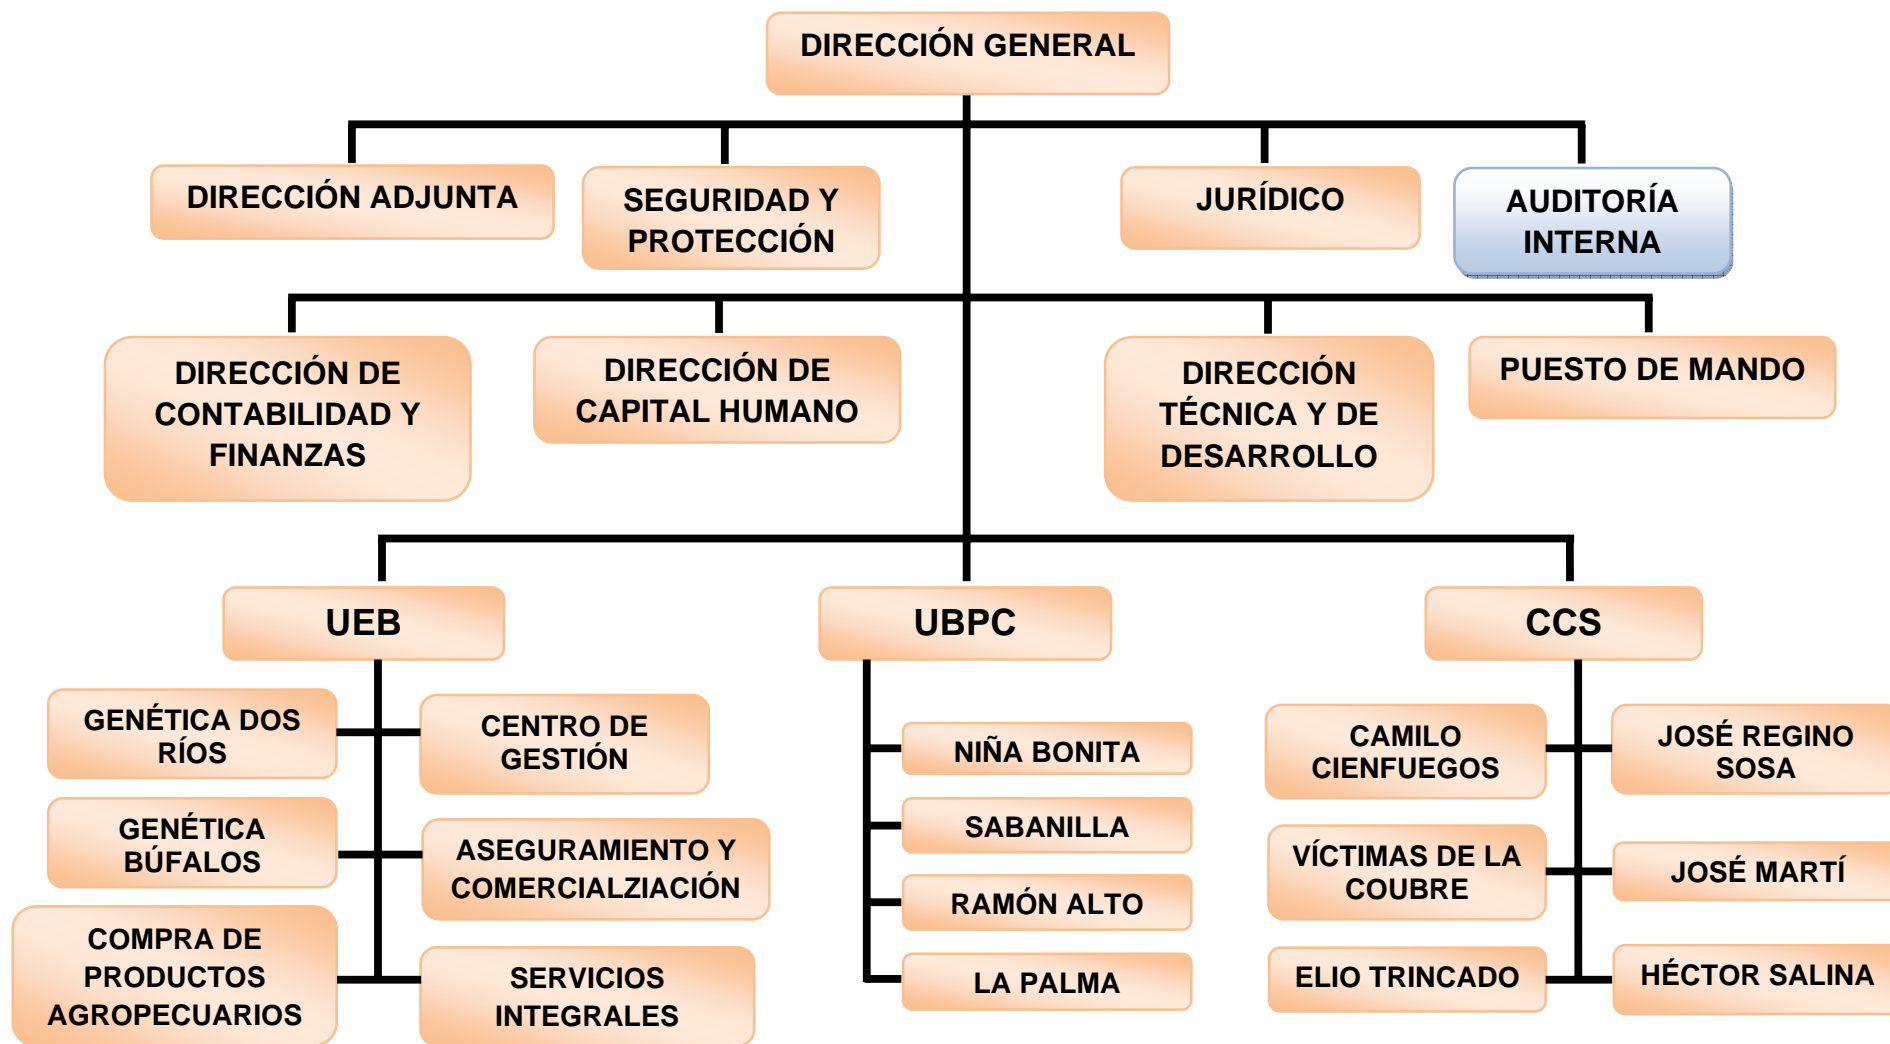 DIRECCIÓN GENERAL
DIRECCIÓN ADJUNTA
SEGURIDAD Y
PROTECCIÓN
JURÍDICO
AUDITORÍA
INTERNA
DIRECCIÓN DE
CONTABILIDAD Y
FINANZAS
DIRECCIÓN DE
CAPITAL HUMANO
DIRECCIÓN
TÉCNICA Y DE
DESARROLLO
PUESTO DE MANDO
UEB
UBPC
CCS
GENÉTICA DOS
RÍOS
CENTRO DE
GESTIÓN
GENÉTICA
BÚFALOS
ASEGURAMIENTO Y
COMERCIALZIACIÓN
COMPRA DE
PRODUCTOS
AGROPECUARIOS
SERVICIOS
INTEGRALES
NIÑA BONITA
SABANILLA
RAMÓN ALTO
LA PALMA
CAMILO
CIENFUEGOS
JOSÉ REGINO
SOSA
VÍCTIMAS DE LA
COUBRE
JOSÉ MARTÍ
ELIO TRINCADO
HÉCTOR SALINA